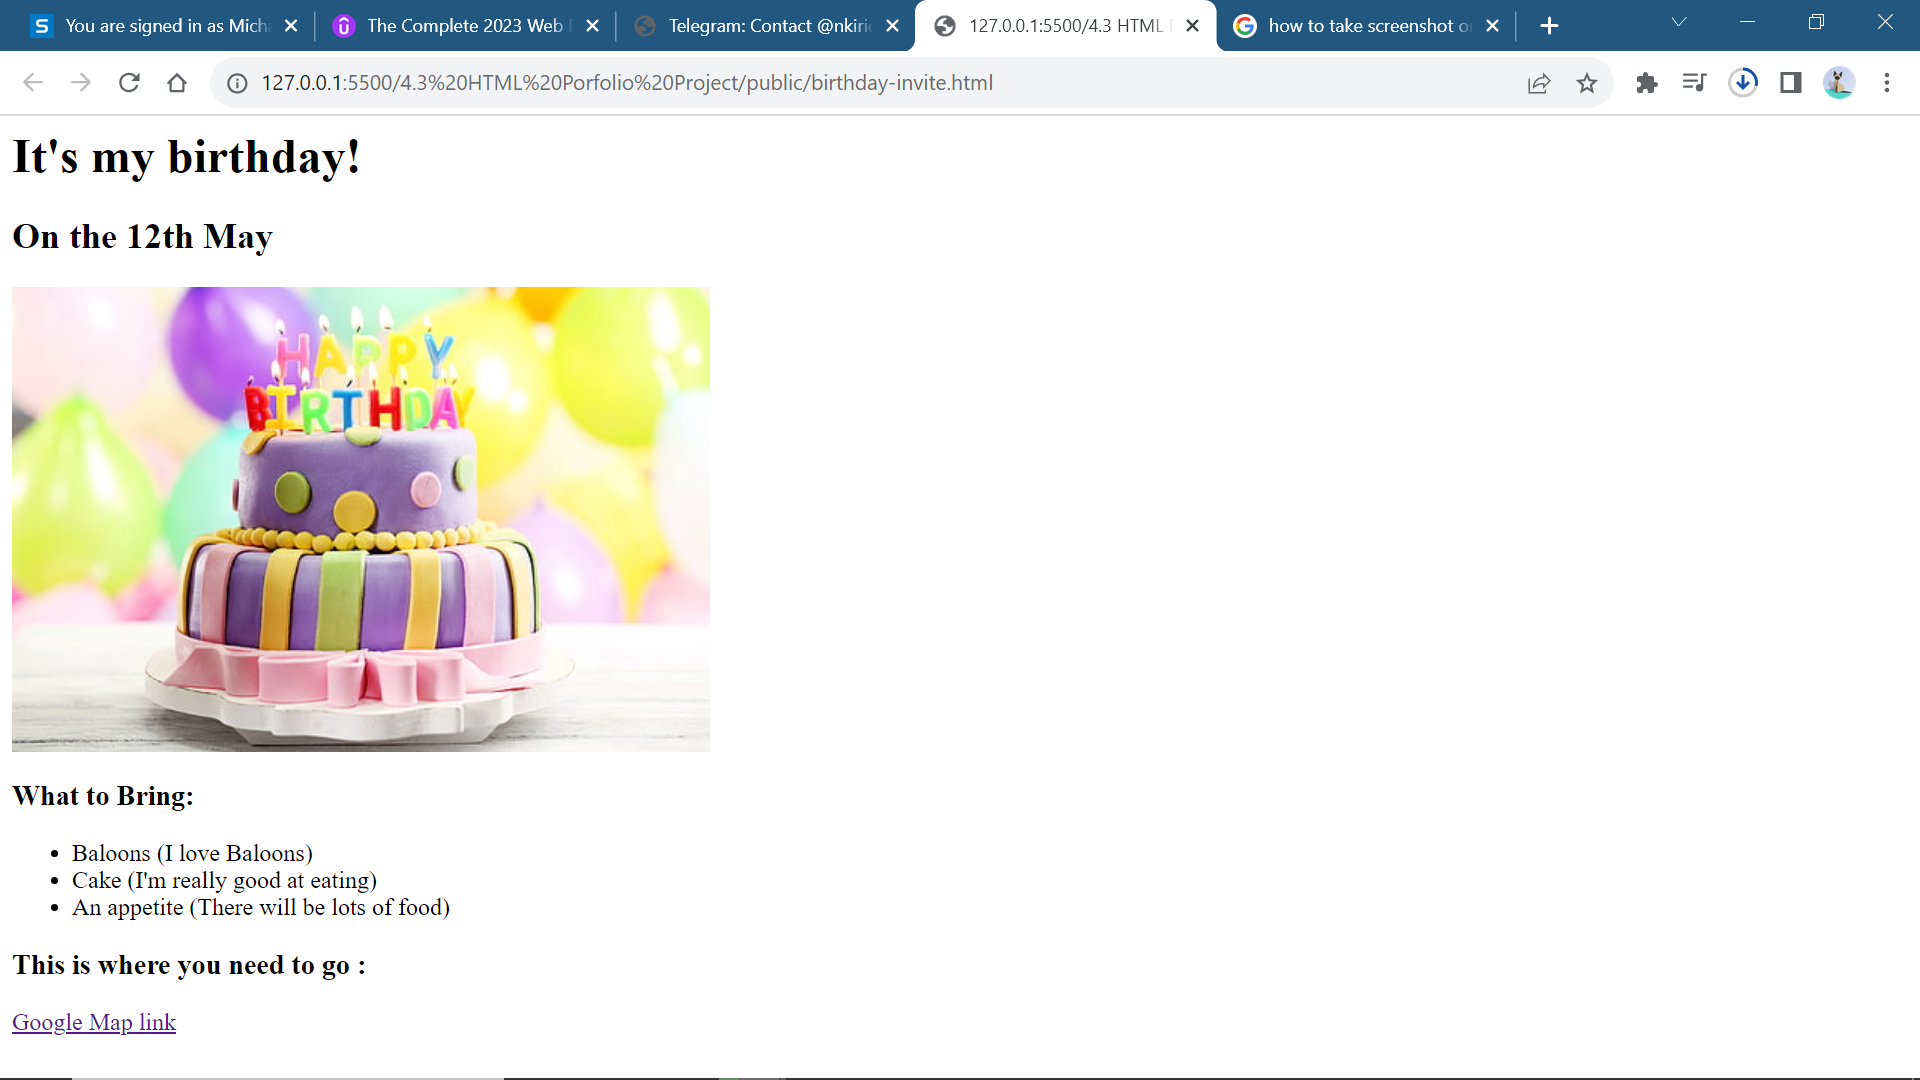 You are signed in as Mich
The Complete 2023 Web
Telegram: Contact @nkiri
127.0.0.1:5500/4.3 HTML
how to take screenshot o
127.0.0.1:5500/4.3%20HTML%20Porfolio%20Project/public/birthday-invite.html
It's my birthday!
On the 12th May
HAPPY
BIRTHDAY
What to Bring:
• Baloons (I love Baloons)
• Cake (I'm really good at eating)
• An appetite (There will be lots of food)
This is where you need to go :
Google Map link